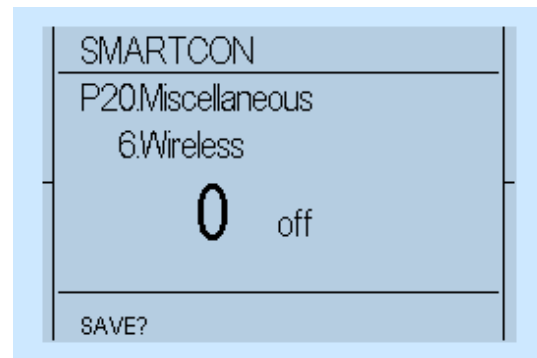 SMARTCON
P20.Miscellaneous
6.Wireless
0 off
SAVE?